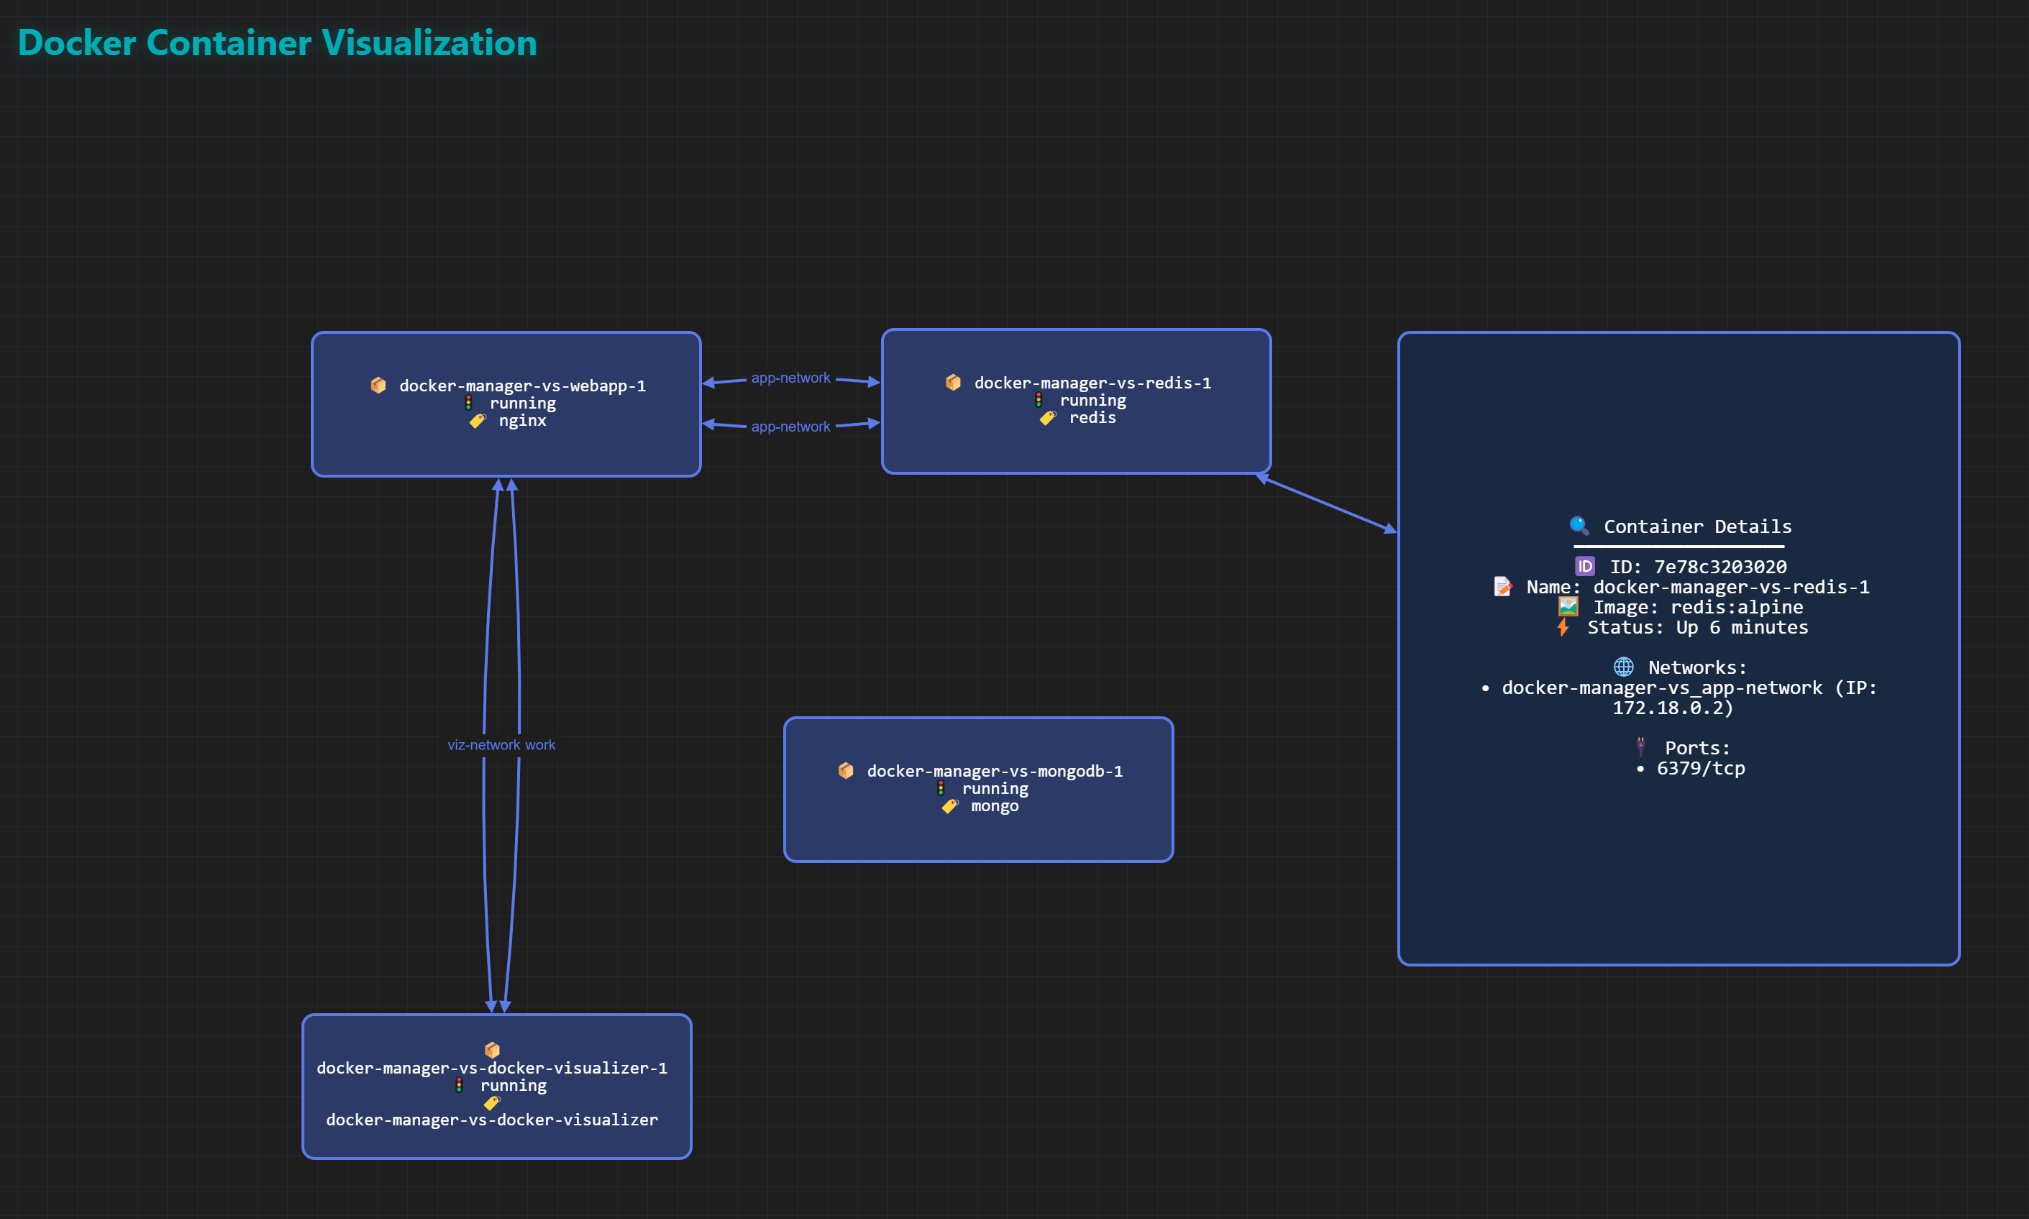 Docker Container Visualization
📦 docker-manager-vs-webapp-1
🚦 running
🏷️ nginx
app-network
app-network
📦 docker-manager-vs-redis-1
🚦 running
🏷️ redis
🔍 Container Details
🆔 ID: 7e78c3203020
📝 Name: docker-manager-vs-redis-1
🖼️ Image: redis:alpine
⚡ Status: Up 6 minutes
🌐 Networks:
• docker-manager-vs_app-network (IP:
172.18.0.2)
🔌 Ports:
• 6379/tcp
viz-network work
📦 docker-manager-vs-mongodb-1
🚦 running
🏷️ mongo
📦
docker-manager-vs-docker-visualizer-1
🚦 running
🏷️
docker-manager-vs-docker-visualizer